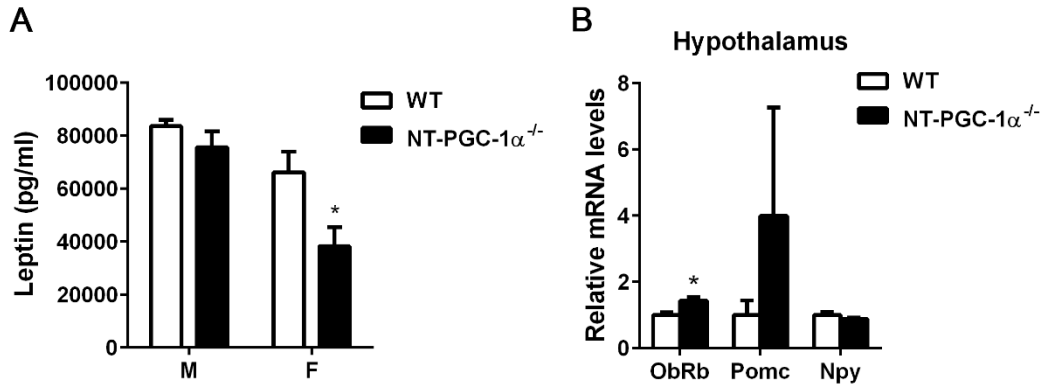 A
Leptin (pg/ml)
100000
80000
60000
40000
20000
0
*
M F
WT
NT-PGC-1α-/-
B
Hypothalamus
Relative mRNA levels
8
6
4
2
0
*
ObRb Pomc Npy
WT
NT-PGC-1α-/-